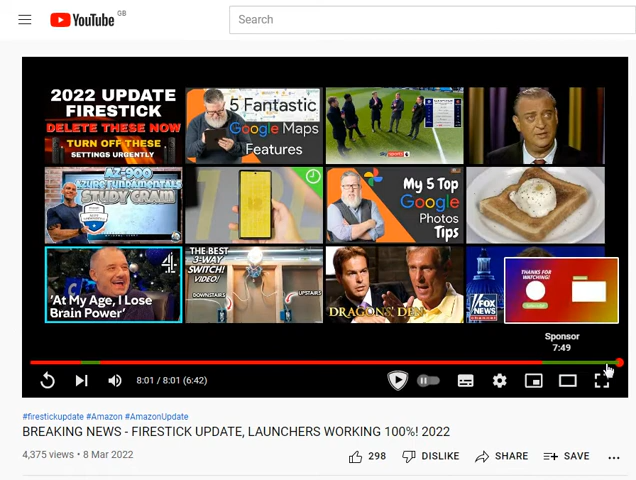 YouTube GB
Search
2022 UPDATE
FIRESTICK
DELETE THESE NOW
TURN OFF THESE
SETTINGS URGENTLY
5 Fantastic
Google Maps
Features
AZ-900
AZURE FUNDAMENTALS
STUDY CRAM
My 5 Top
Google
Photos
Tips
4
'At My Age, I Lose
Brain Power'
THE BEST
3-WAY
SWITCH!
VIDEO!
DOWNSTAIRS
UPSTAIRS
DRAGONS' DEN
FOX
NEWS
THANKS FOR
WATCHING!
Sponsor
7:49
8:01 / 8:01 (6:42)
#firestickupdate #Amazon #AmazonUpdate
BREAKING NEWS - FIRESTICK UPDATE, LAUNCHERS WORKING 100%! 2022
4,375 views • 8 Mar 2022
298
DISLIKE
SHARE
SAVE